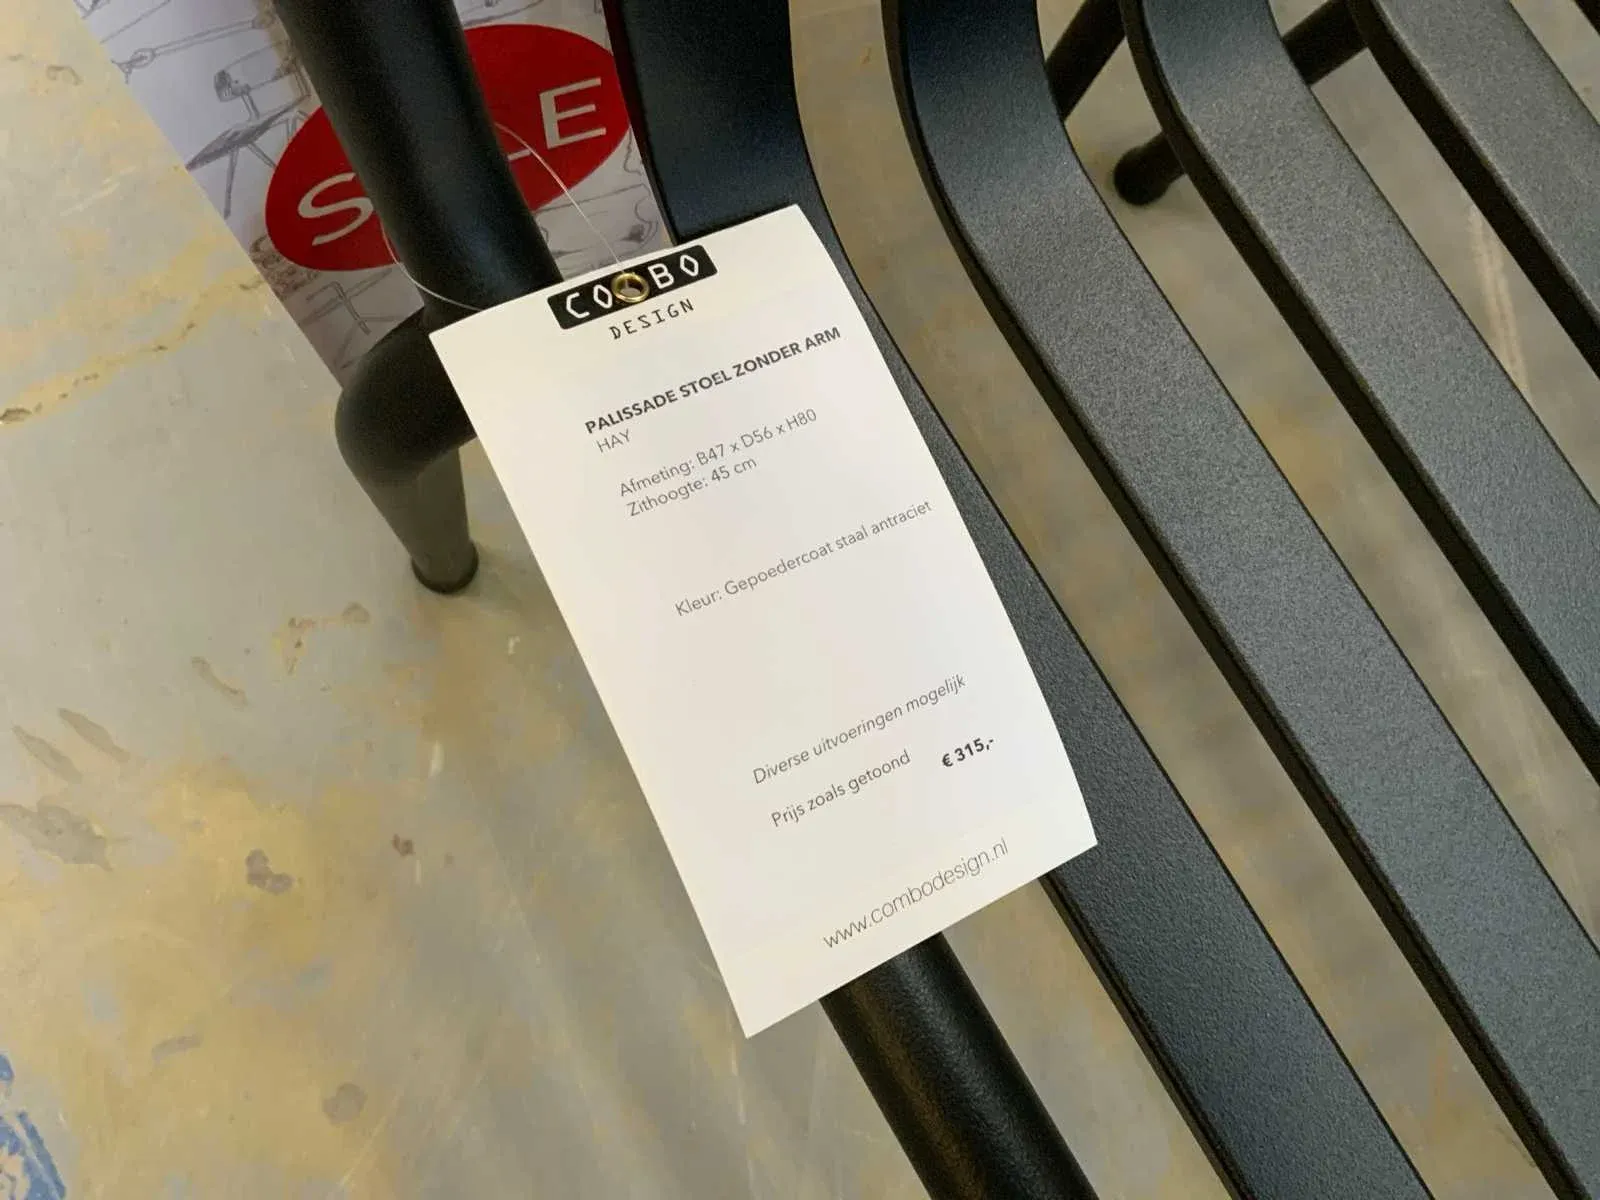 SALE
COMBO
DESIGN
PALISSADE STOEL ZONDER ARM
HAY
Afmeting: B47 x D56 x H80
Zithoogte: 45 cm
Kleur: Gepoedercoat staal antraciet
Diverse uitvoeringen mogelijk
Prijs zoals getoond € 315,-
www.combodesign.nl